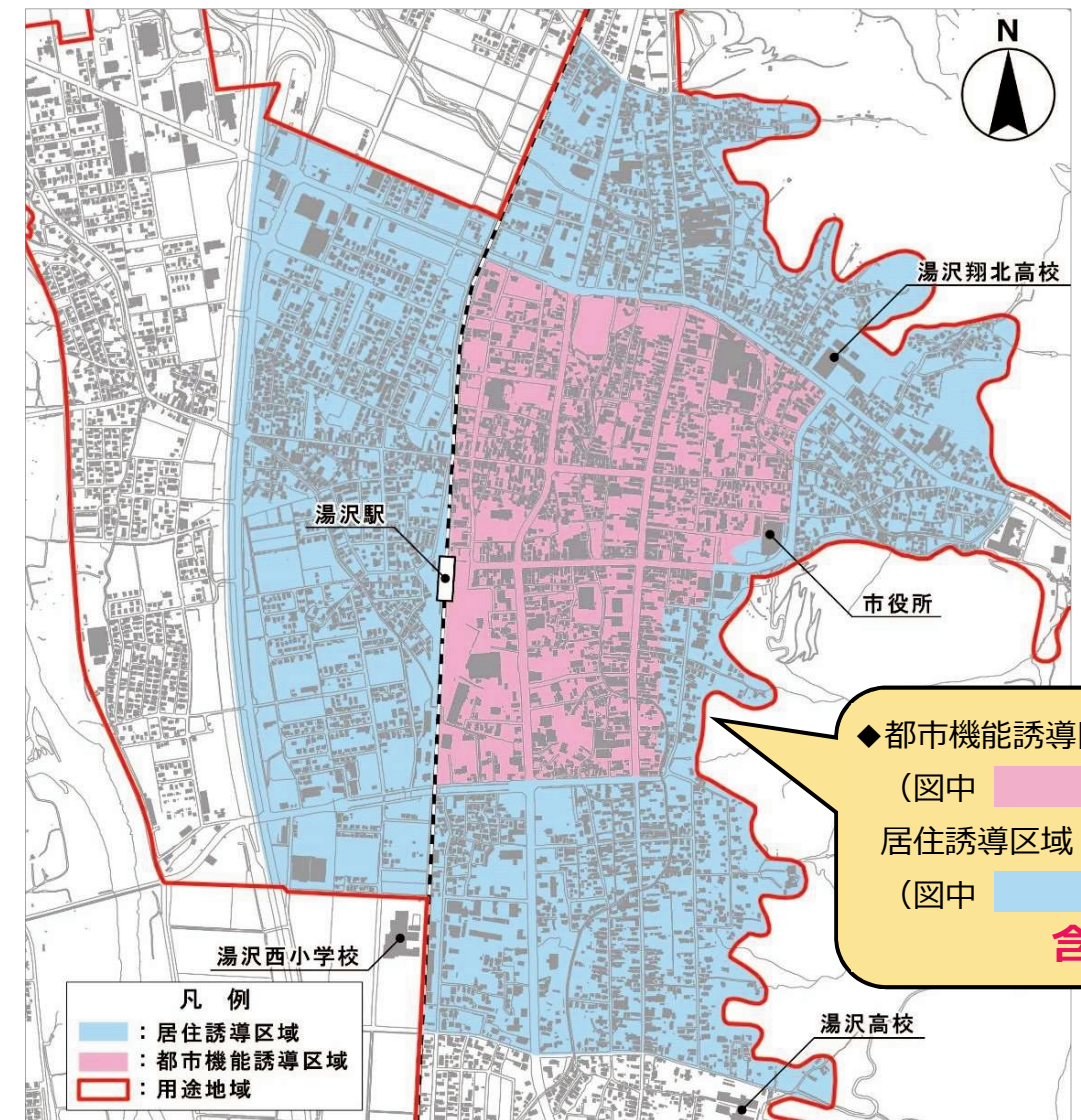 N
湯沢翔北高校
湯沢駅
市役所
◆都市機能誘導
（図中
居住誘導区域
（図中
含
湯沢西小学校
湯沢高校
凡 例
：居住誘導区域
：都市機能誘導区域
：用途地域